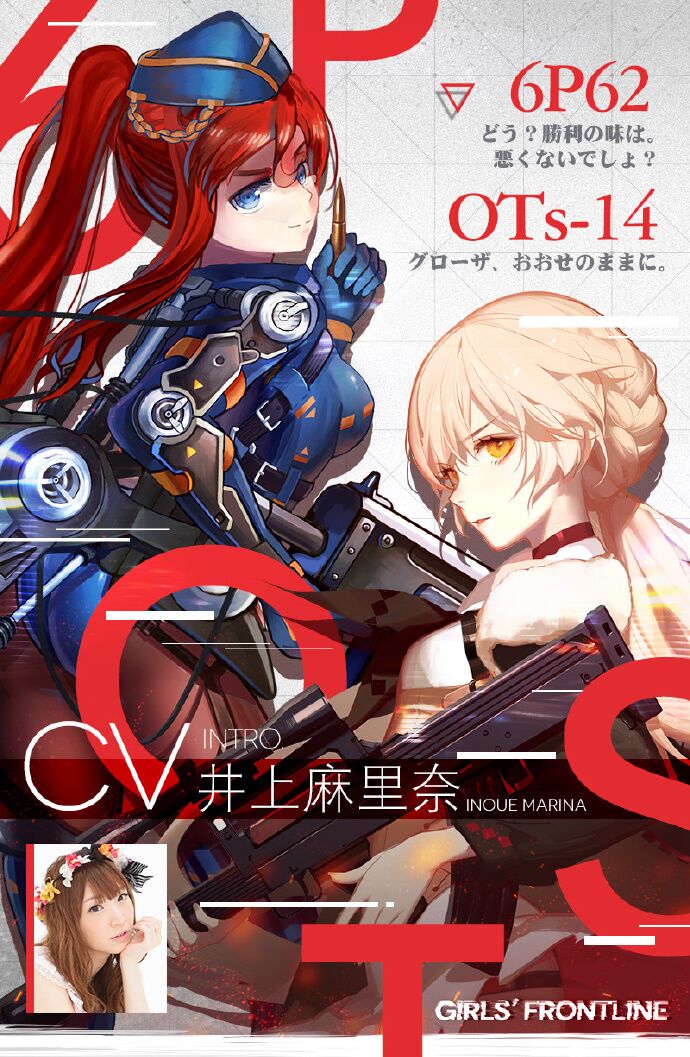 6P
6P62
どう？勝利の味は。
悪くないでしょ？
OTs-14
グローザ、おおせのままに。
OTS
CV INTRO.
井上麻里奈 INOUE MARINA
GIRLS' FRONTLINE